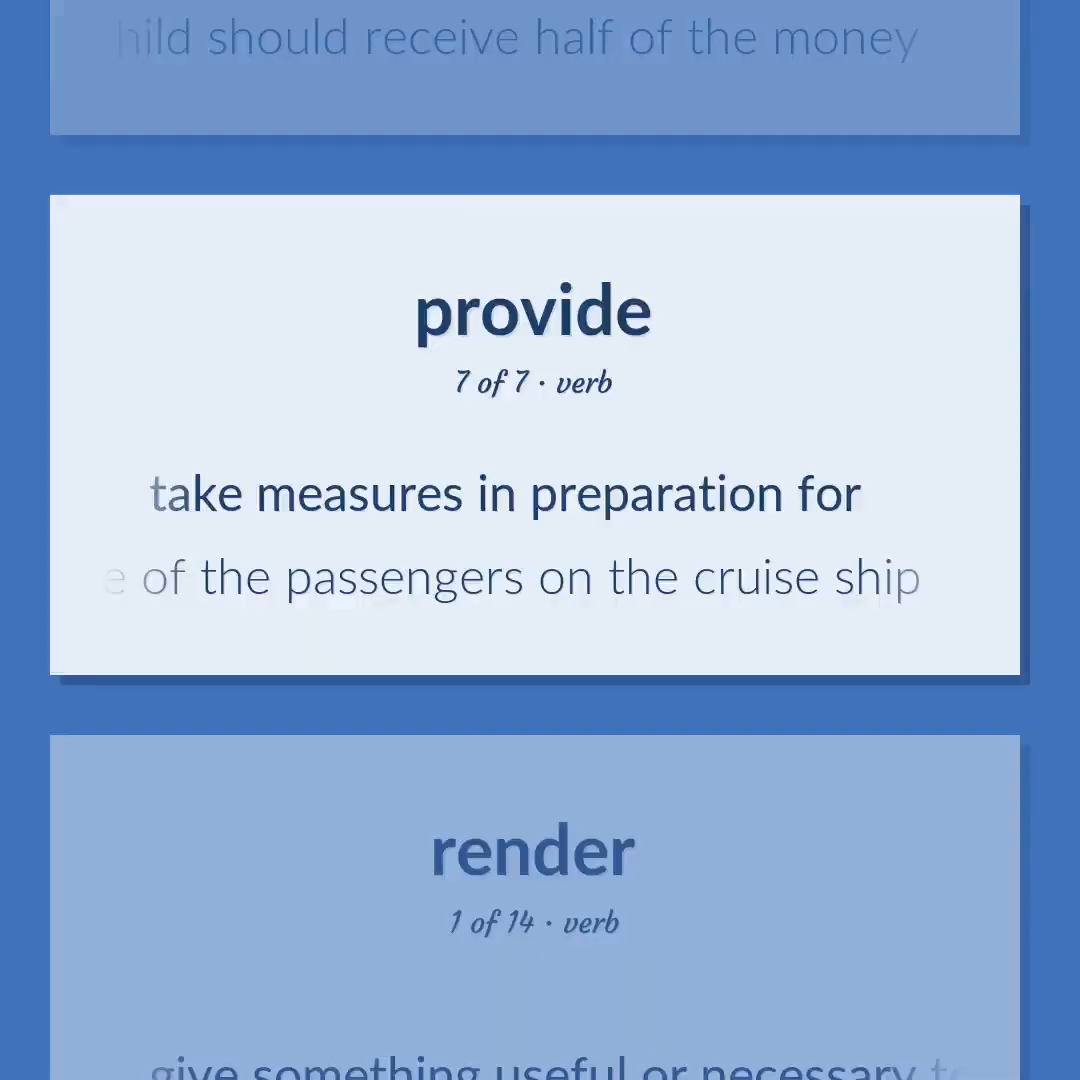 hild should receive half of the money
provide
7 of 7 · verb
take measures in preparation for
e of the passengers on the cruise ship
render
1 of 14 · verb
give something useful or necessary to